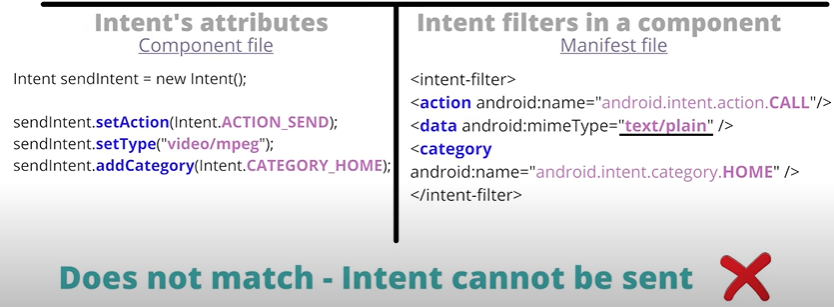 Intent's attributes
Component file
Intent sendIntent = new Intent();
sendIntent.setAction(Intent.ACTION_SEND);
sendIntent.setType("video/mpeg");
sendIntent.addCategory(Intent.CATEGORY_HOME);
Intent filters in a component
Manifest file
<intent-filter>
<action android:name="android.intent.action.CALL"/>
<data android:mimeType="text/plain" />
<category
android:name="android.intent.category.HOME" />
</intent-filter>
Does not match - Intent cannot be sent